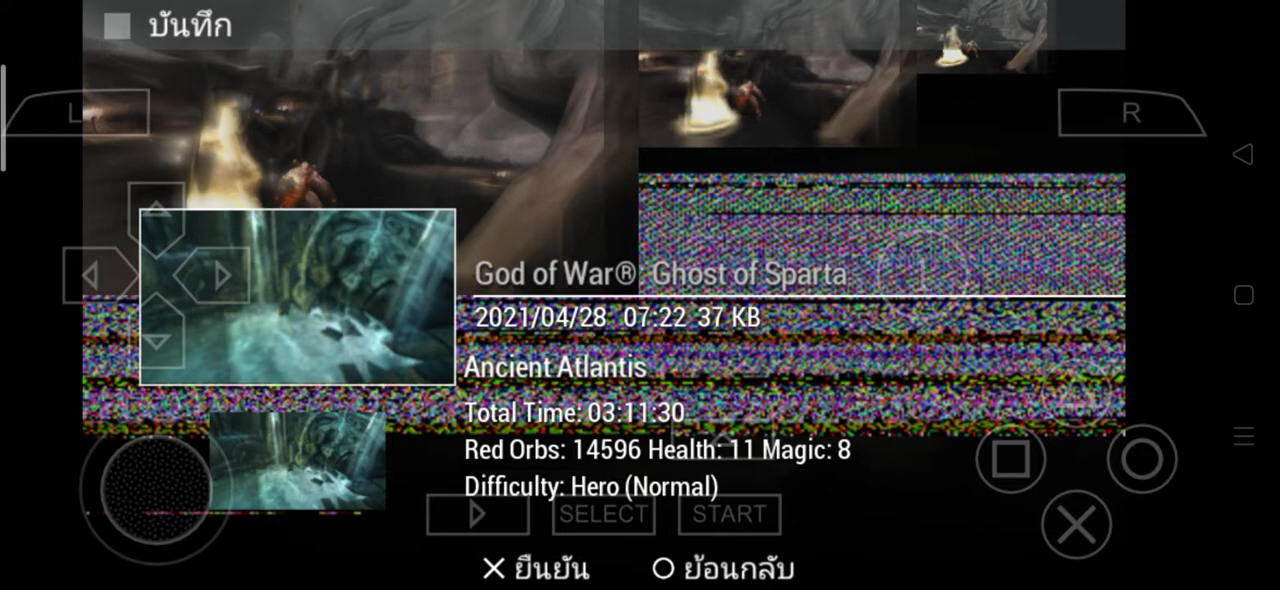 บันทึก
L
R
God of War® Ghost of Sparta
2021/04/28 07:22 37 KB
Ancient Atlantis
Total Time: 03:11:30
Red Orbs: 14596 Health: 11 Magic: 8
Difficulty: Hero (Normal)
SELECT
START
ยืนยัน
ย้อนกลับ